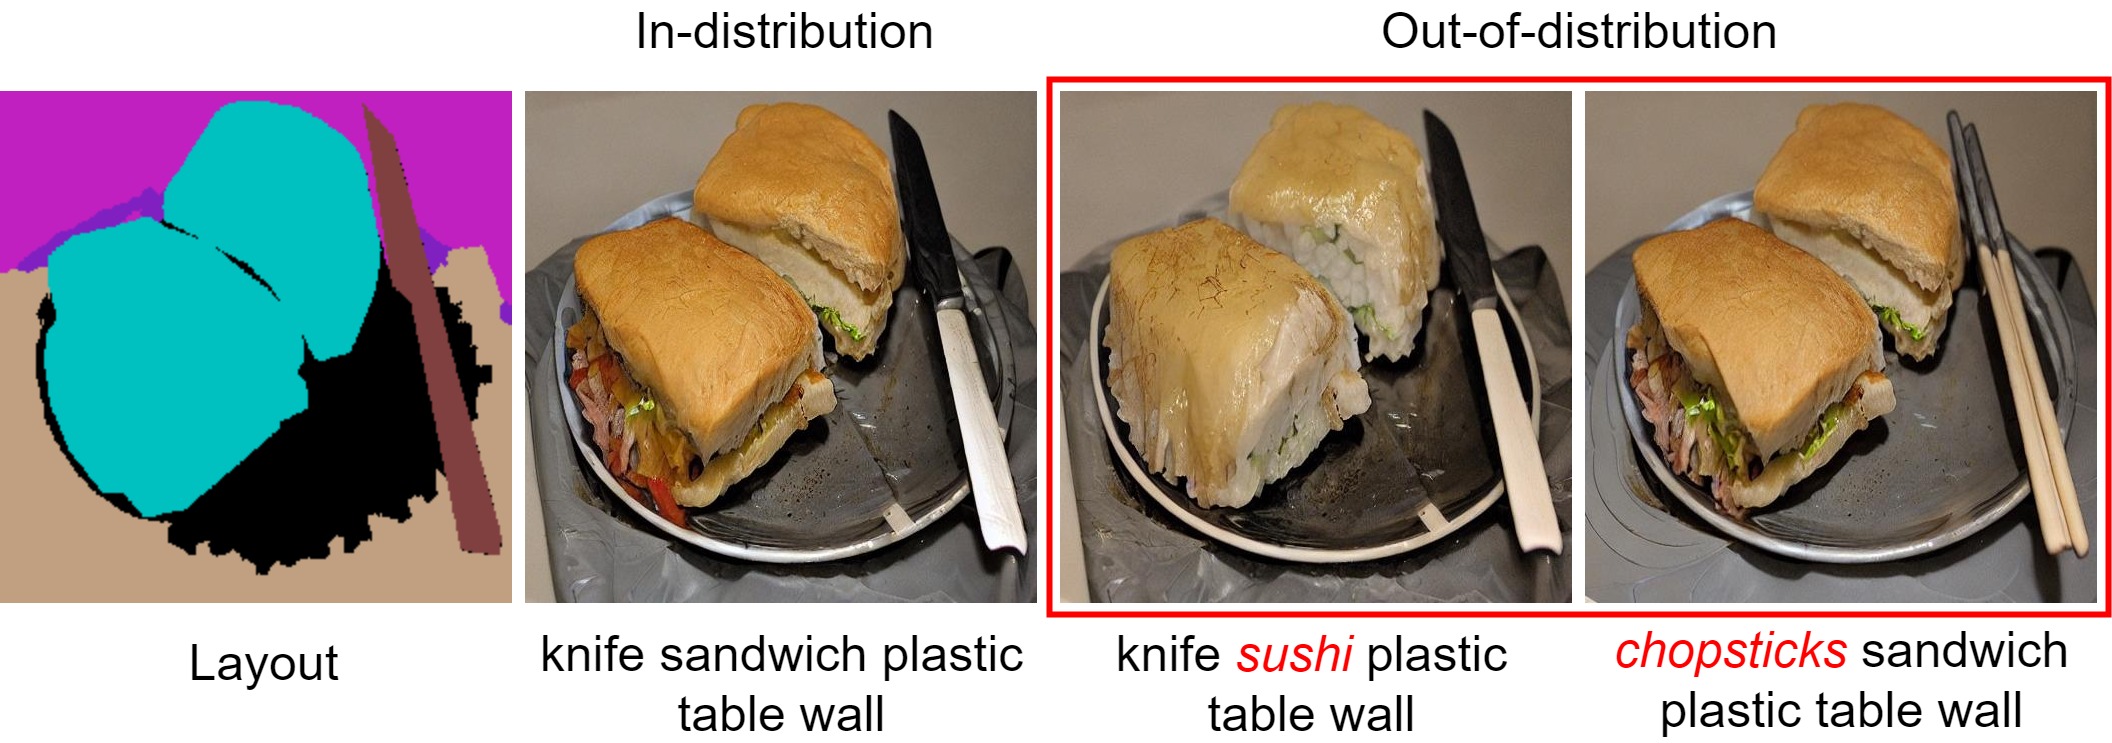 In-distribution
Out-of-distribution
Layout
knife sandwich plastic
table wall
knife sushi plastic
table wall
chopsticks sandwich
plastic table wall